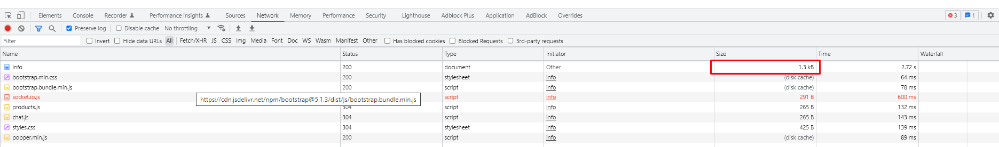 Elements Console Recorder Performance insights Sources Network Memory Performance Security Lighthouse Adblock Plus Application AdBlock Overrides 3 1
Preserve log Disable cache No throttling
Filter Invert Hide data URLs All Fetch/XHR JS CSS Img Media Font Doc WS Wasm Manifest Other Has blocked cookies Blocked Requests 3rd-party requests
Name Status Type Initiator Size Time Waterfall
info 200 document Other 1.3 kB 2.72 s
bootstrap.min.css 200 stylesheet info (disk cache) 64 ms
bootstrap.bundle.min.js 200 script info (disk cache) 78 ms
socket.io.js script info 291 B 600 ms
https://cdn.jsdelivr.net/npm/bootstrap@5.1.3/dist/js/bootstrap.bundle.min.js
products.js 304 script info 265 B 132 ms
chat.js 304 script info 265 B 143 ms
styles.css 304 stylesheet info 425 B 139 ms
popper.min.js 200 script info (disk cache) 89 ms